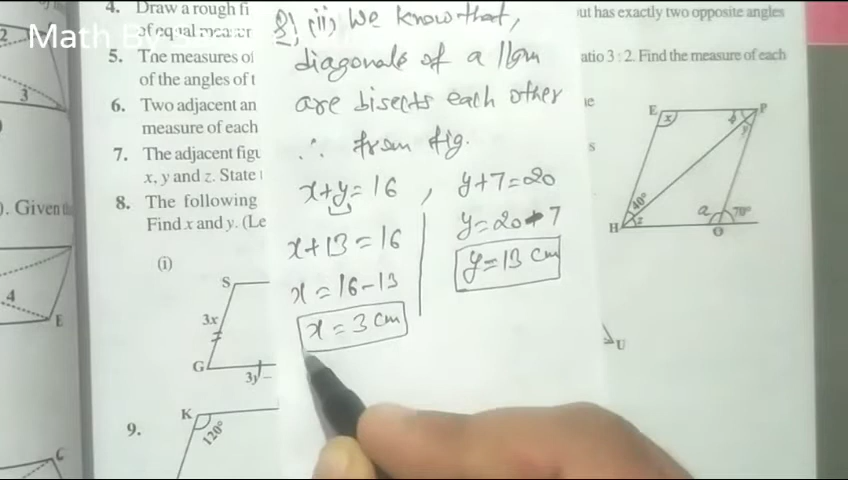 Math By
4. Draw a rough fi
of equal
ut has exactly two opposite angles
5. The measures of
of the angles of t
atio 3 : 2. Find the measure of each
6. Two adjacent an
measure of each
7. The adjacent figu
x, y and z. State
8. The following
Find x and y. (Le
(i)
S
3x
G
3y
9.
K
120°
). Given
2
3
4
E
C
8) (ii) We know that,
diagonals of a llgm
are bisects each other
∴ from fig.
x+y=16 , y+7=20
x+13=16
y=20-7
x=16-13
y=13 cm
x=3 cm
E
P
x
y
40°
z
H
a
70°
O
U